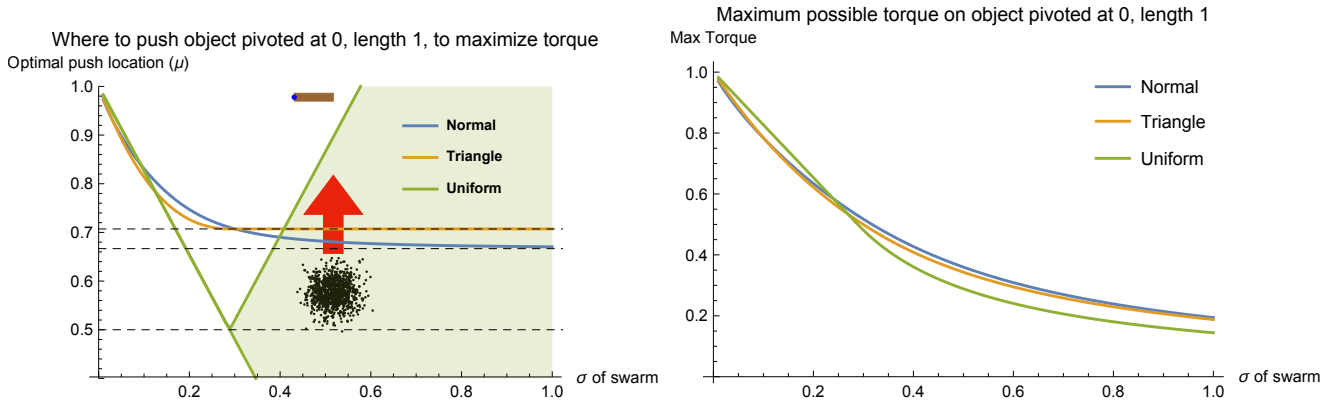 Where to push object pivoted at 0, length 1, to maximize torque
Optimal push location (μ)
1.0
0.9
0.8
0.7
0.6
0.5
Normal
Triangle
Uniform
0.2
0.4
0.6
0.8
1.0
σ of swarm
Maximum possible torque on object pivoted at 0, length 1
Max Torque
1.0
0.8
0.6
0.4
0.2
Normal
Triangle
Uniform
0.2
0.4
0.6
0.8
1.0
σ of swarm